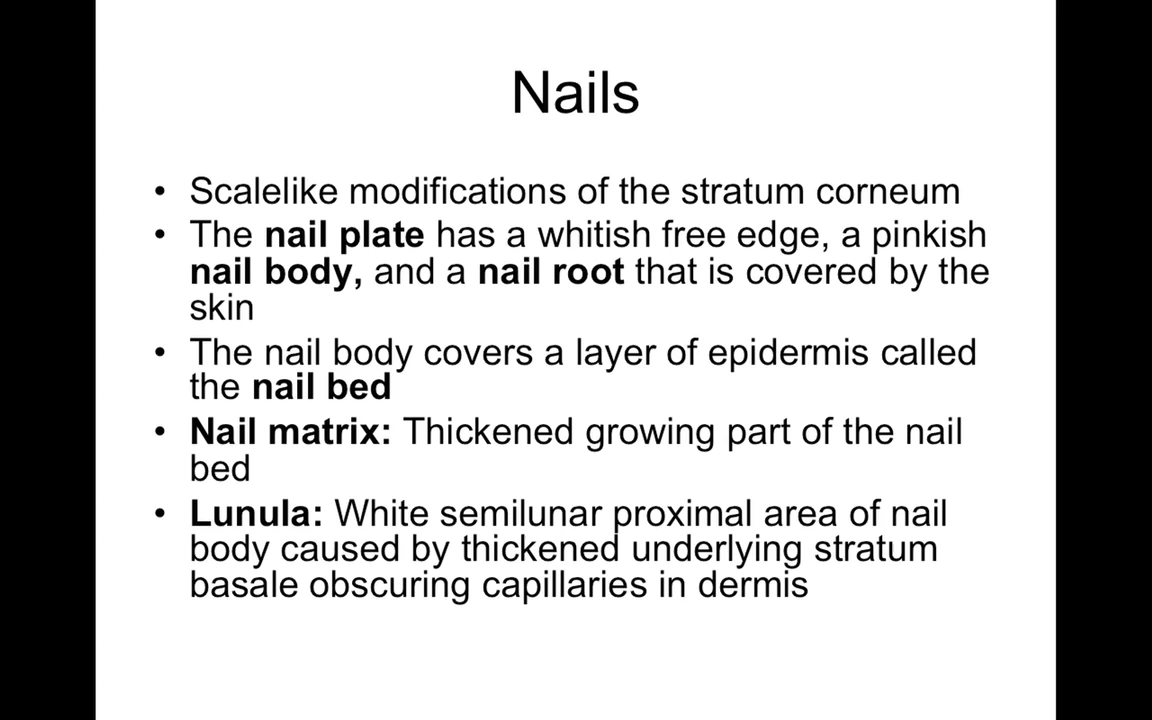 Nails
• Scalelike modifications of the stratum corneum
• The nail plate has a whitish free edge, a pinkish
nail body, and a nail root that is covered by the
skin
• The nail body covers a layer of epidermis called
the nail bed
• Nail matrix: Thickened growing part of the nail
bed
• Lunula: White semilunar proximal area of nail
body caused by thickened underlying stratum
basale obscuring capillaries in dermis